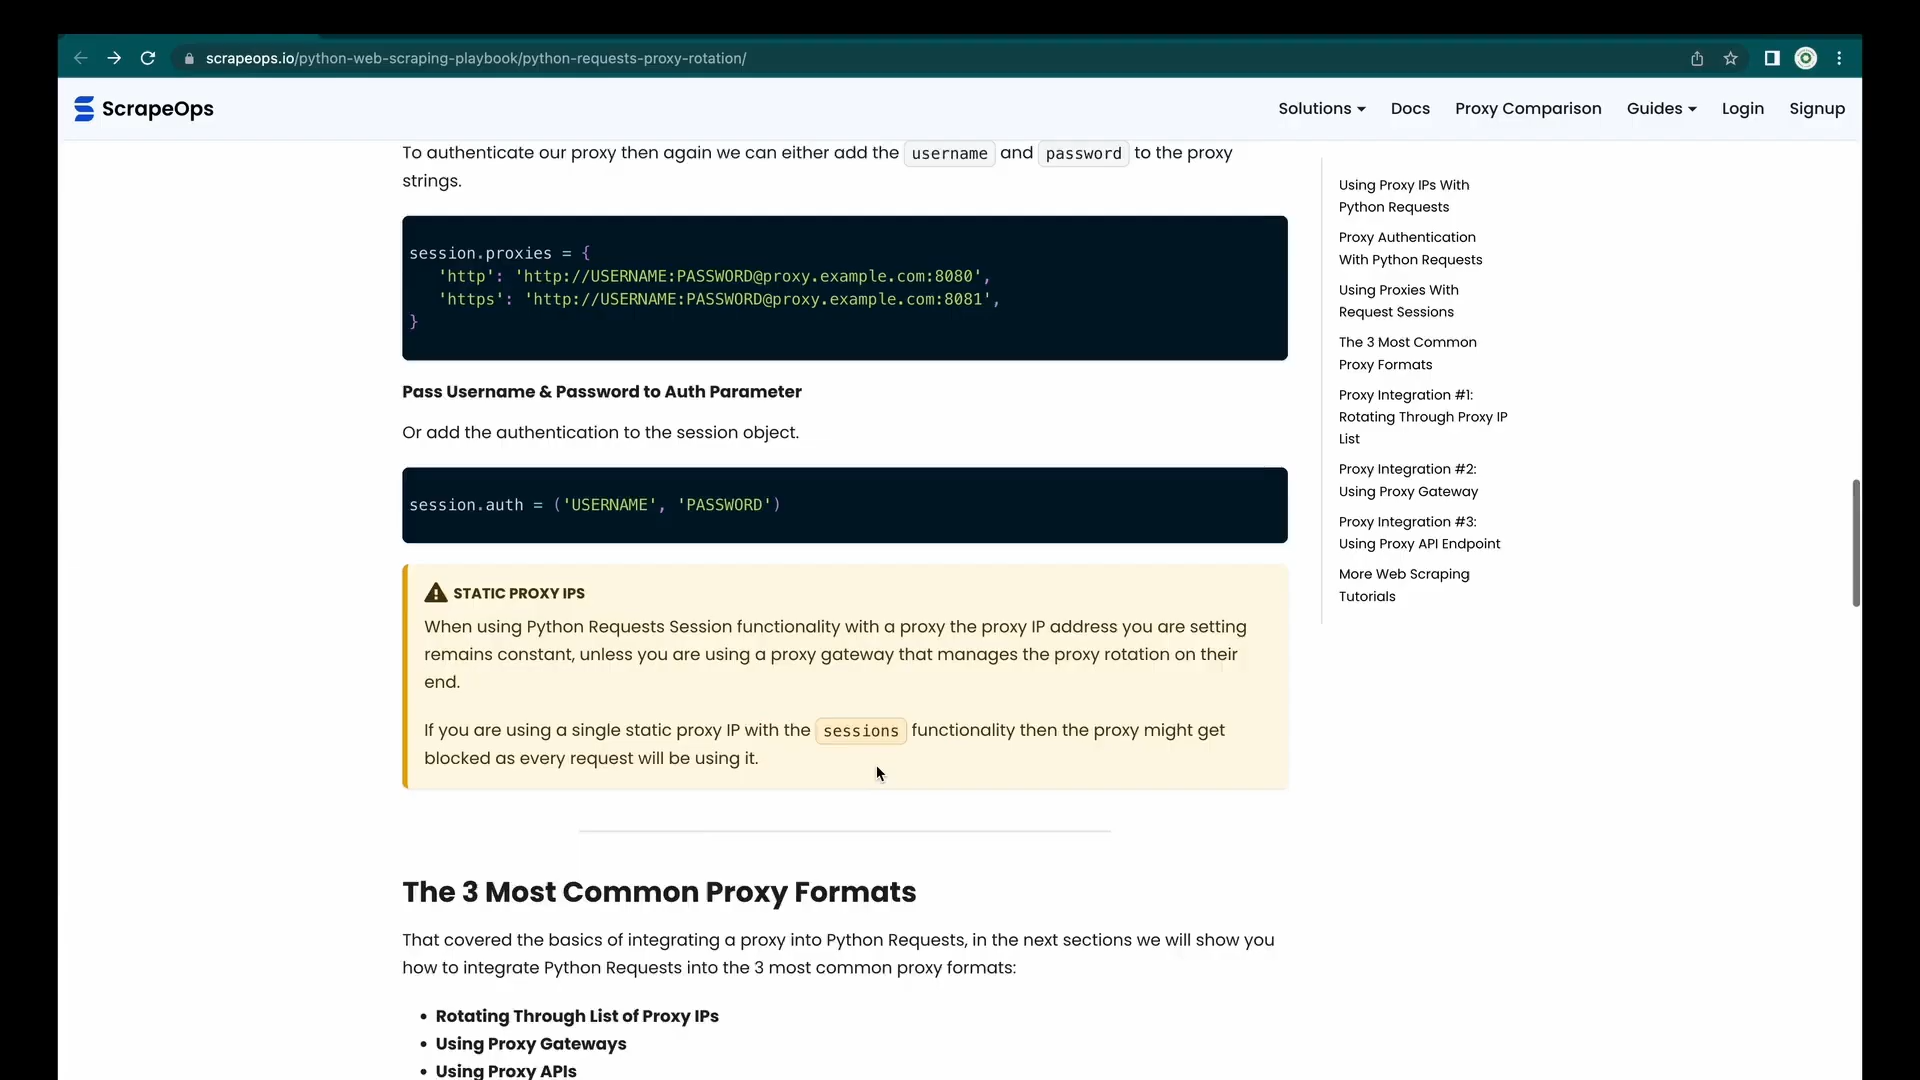 scrapeops.io/python-web-scraping-playbook/python-requests-proxy-rotation/
ScrapeOps
Solutions
Docs
Proxy Comparison
Guides
Login
Signup
To authenticate our proxy then again we can either add the username and password to the proxy
strings.
session.proxies = {
'http': 'http://USERNAME:PASSWORD@proxy.example.com:8080',
'https': 'http://USERNAME:PASSWORD@proxy.example.com:8081',
}
Pass Username & Password to Auth Parameter
Or add the authentication to the session object.
session.auth = ('USERNAME', 'PASSWORD')
STATIC PROXY IPS
When using Python Requests Session functionality with a proxy the proxy IP address you are setting
remains constant, unless you are using a proxy gateway that manages the proxy rotation on their
end.
If you are using a single static proxy IP with the sessions functionality then the proxy might get
blocked as every request will be using it.
The 3 Most Common Proxy Formats
That covered the basics of integrating a proxy into Python Requests, in the next sections we will show you
how to integrate Python Requests into the 3 most common proxy formats:
• Rotating Through List of Proxy IPs
• Using Proxy Gateways
• Using Proxy APIs
Using Proxy IPs With
Python Requests
Proxy Authentication
With Python Requests
Using Proxies With
Request Sessions
The 3 Most Common
Proxy Formats
Proxy Integration #1:
Rotating Through Proxy IP
List
Proxy Integration #2:
Using Proxy Gateway
Proxy Integration #3:
Using Proxy API Endpoint
More Web Scraping
Tutorials